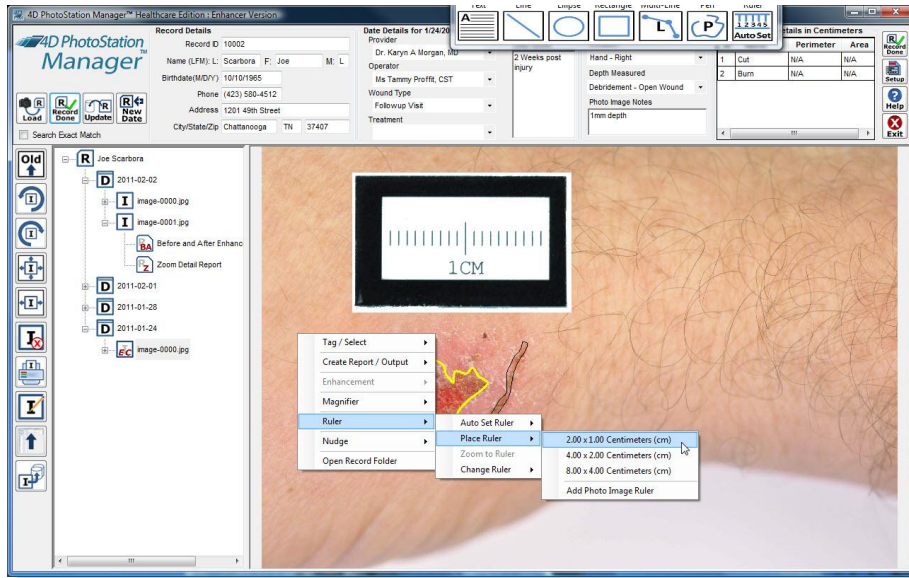 4D PhotoStation Manager™ Healthcare Edition : Enhancer Version
4D PhotoStation
Manager™
Load
Record Done
Update
New Date
Search Exact Match
Record Details
Record ID 10002
Name (LFM): L: Scarbora F: Joe M: L
Birthdate(M/D/Y) 10/10/1965
Phone (423) 580-4512
Address 1201 49th Street
City/State/Zip Chattanooga TN 37407
Date Details for 1/24/20
Provider
Dr. Karyn A Morgan, MD
Operator
Ms Tammy Proffit, CST
Wound Type
Followup Visit
Treatment
2 Weeks post
injury
Text Line Ellipse Rectangle Multi-Line Pen Ruler
A L P 1 2 3 4 5
Auto Set
Hand - Right
Depth Measured
Debridement - Open Wound
Photo Image Notes
1mm depth
etails in Centimeters
Perimeter Area
1 Cut N/A N/A
2 Burn N/A N/A
Record Done
Setup
Help
Exit
Old
Joe Scarbora
2011-02-02
image-0000.jpg
image-0001.jpg
Before and After Enhanc
Zoom Detail Report
2011-02-01
2011-01-28
2011-01-24
image-0000.jpg
1CM
Tag / Select
Create Report / Output
Enhancement
Magnifier
Ruler
Nudge
Open Record Folder
Auto Set Ruler
Place Ruler
Zoom to Ruler
Change Ruler
2.00 x 1.00 Centimeters (cm)
4.00 x 2.00 Centimeters (cm)
8.00 x 4.00 Centimeters (cm)
Add Photo Image Ruler